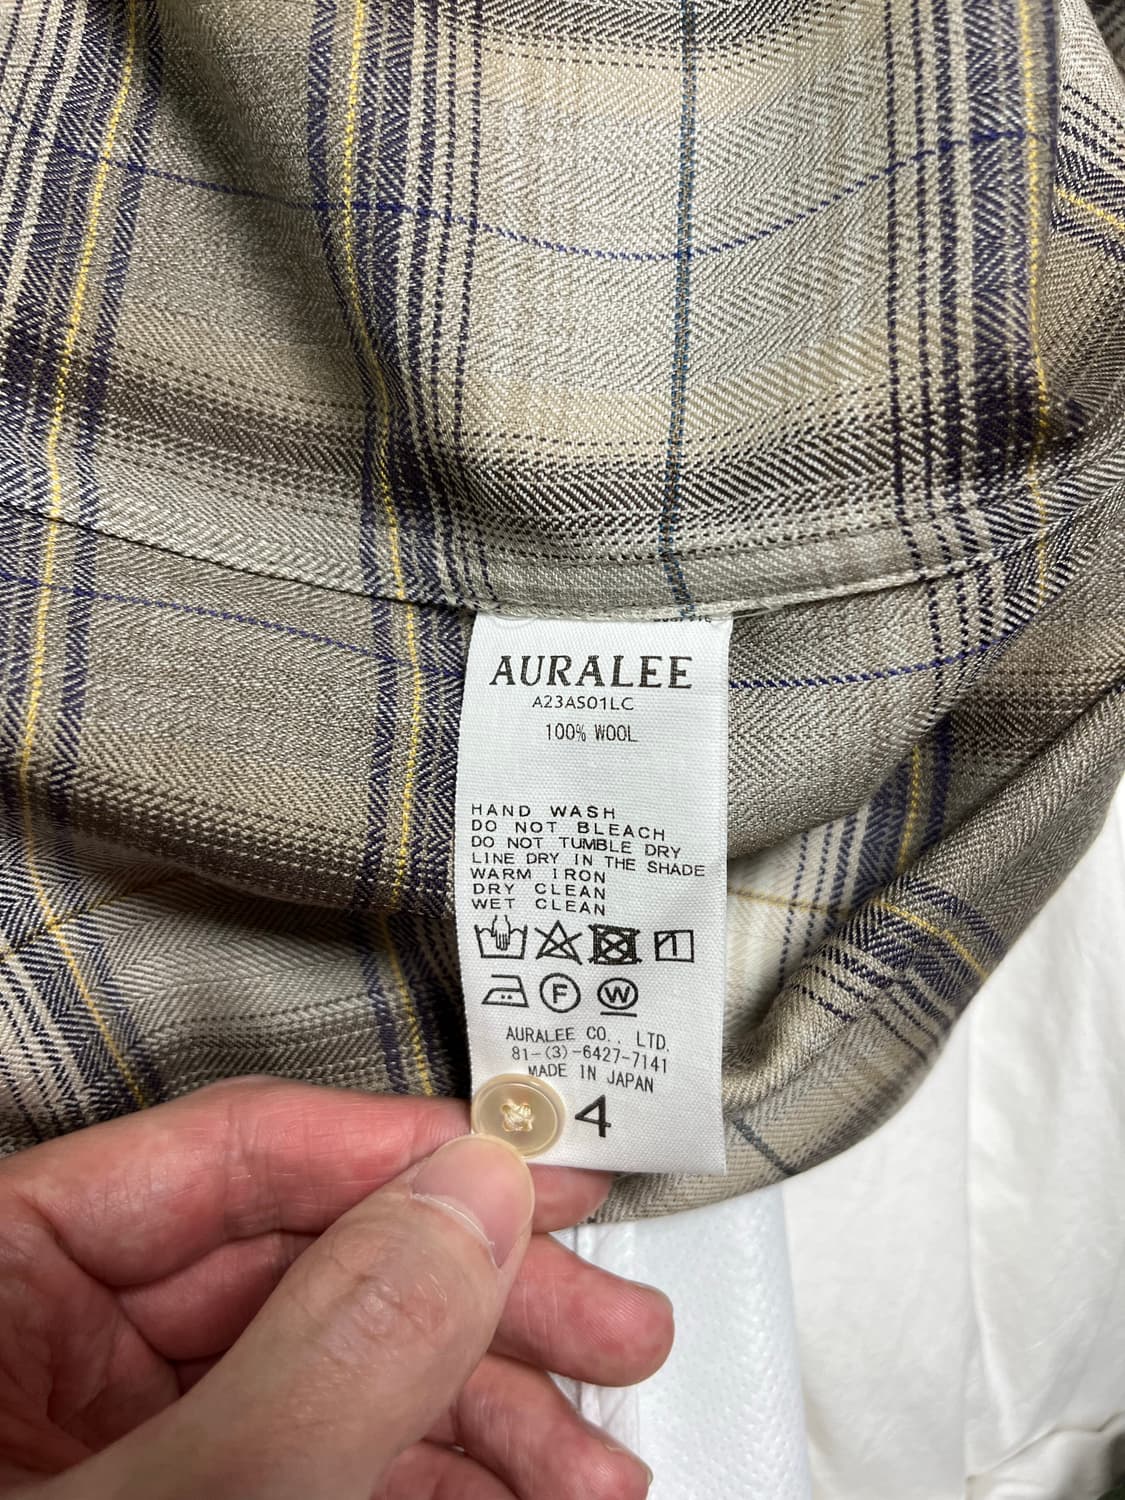 AURALEE
A23AS01LC
100% WOOL
HAND WASH
DO NOT BLEACH
DO NOT TUMBLE DRY
LINE DRY IN THE SHADE
WARM IRON
DRY CLEAN
WET CLEAN
F W
AURALEE CO., LTD.
81-(3)-6427-7141
MADE IN JAPAN
4